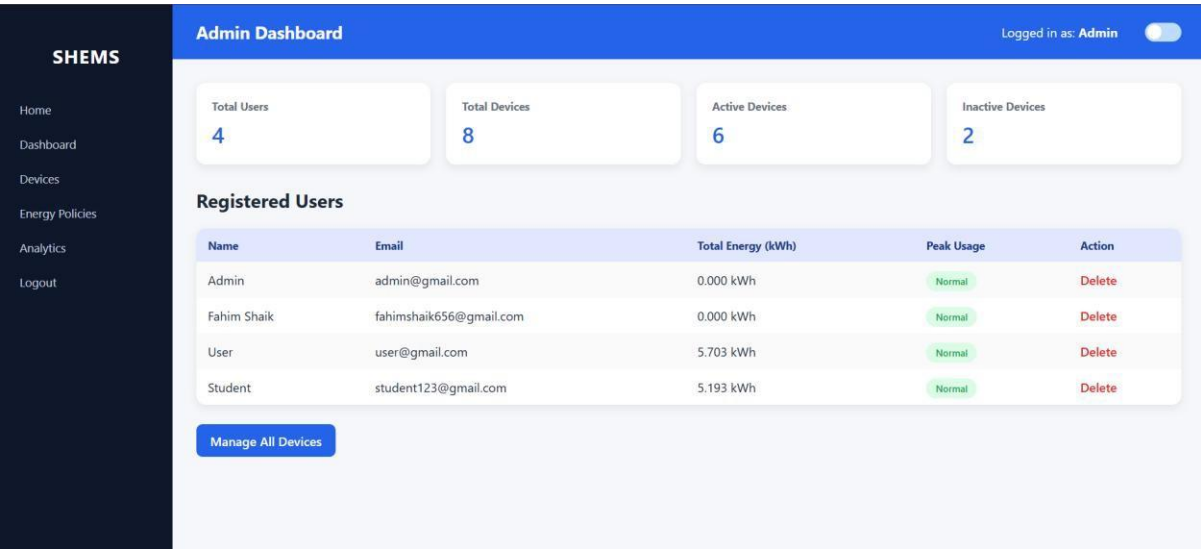 SHEMS
Home
Dashboard
Devices
Energy Policies
Analytics
Logout
Admin Dashboard
Logged in as: Admin
Total Users
4
Total Devices
8
Active Devices
6
Inactive Devices
2
Registered Users
Name Email Total Energy (kWh) Peak Usage Action
Admin admin@gmail.com 0.000 kWh Normal Delete
Fahim Shaik fahimshaik656@gmail.com 0.000 kWh Normal Delete
User user@gmail.com 5.703 kWh Normal Delete
Student student123@gmail.com 5.193 kWh Normal Delete
Manage All Devices